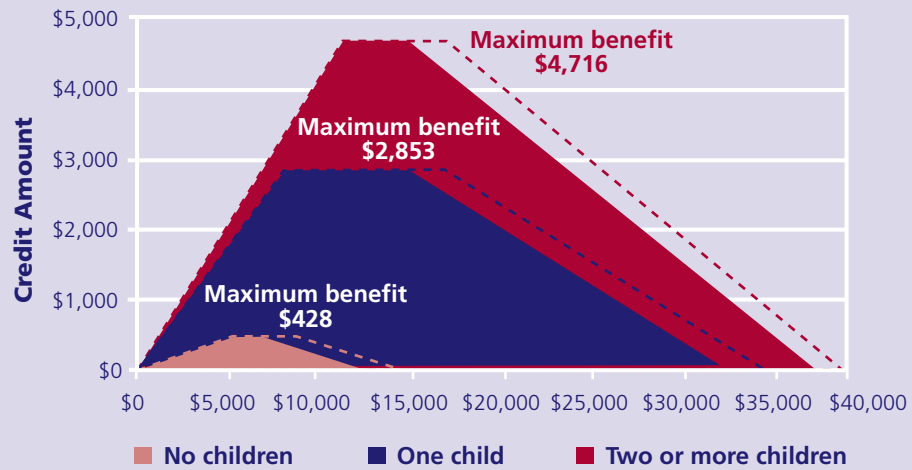 $5,000
Maximum benefit
$4,716
$4,000
Maximum benefit
$2,853
$3,000
Credit Amount
$2,000
Maximum benefit
$428
$1,000
$0
$0 $5,000 $10,000 $15,000 $20,000 $25,000 $30,000 $35,000 $40,000
No children One child Two or more children